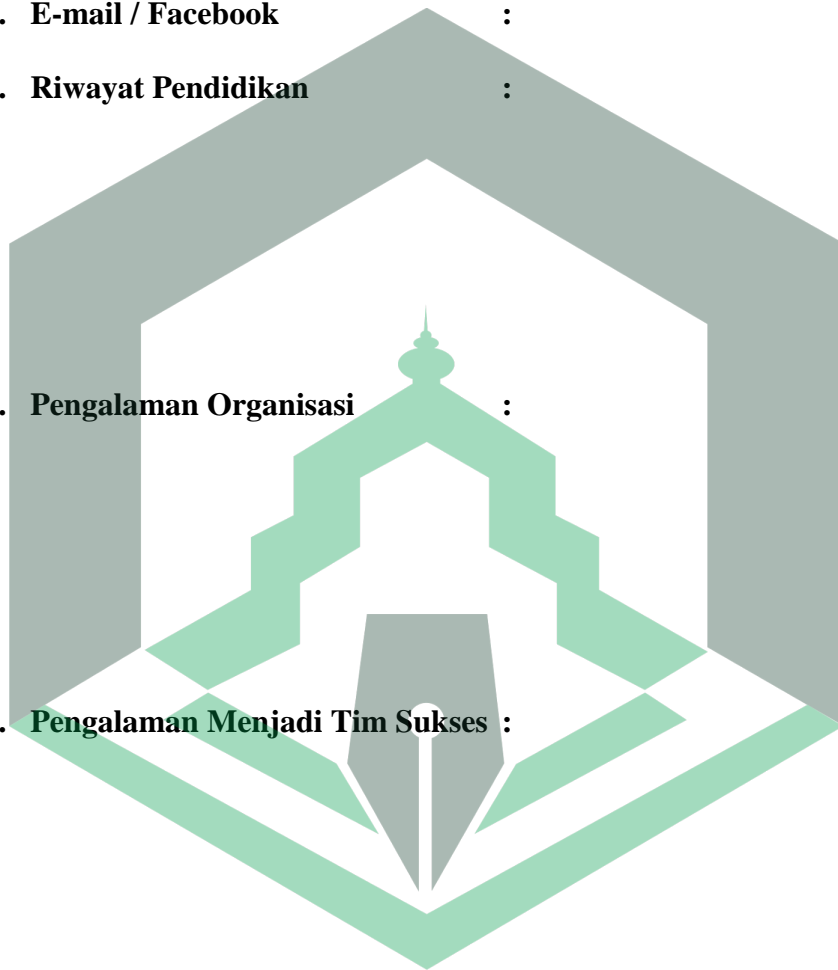 . E-mail / Facebook :
. Riwayat Pendidikan :
. Pengalaman Organisasi :
. Pengalaman Menjadi Tim Sukses :